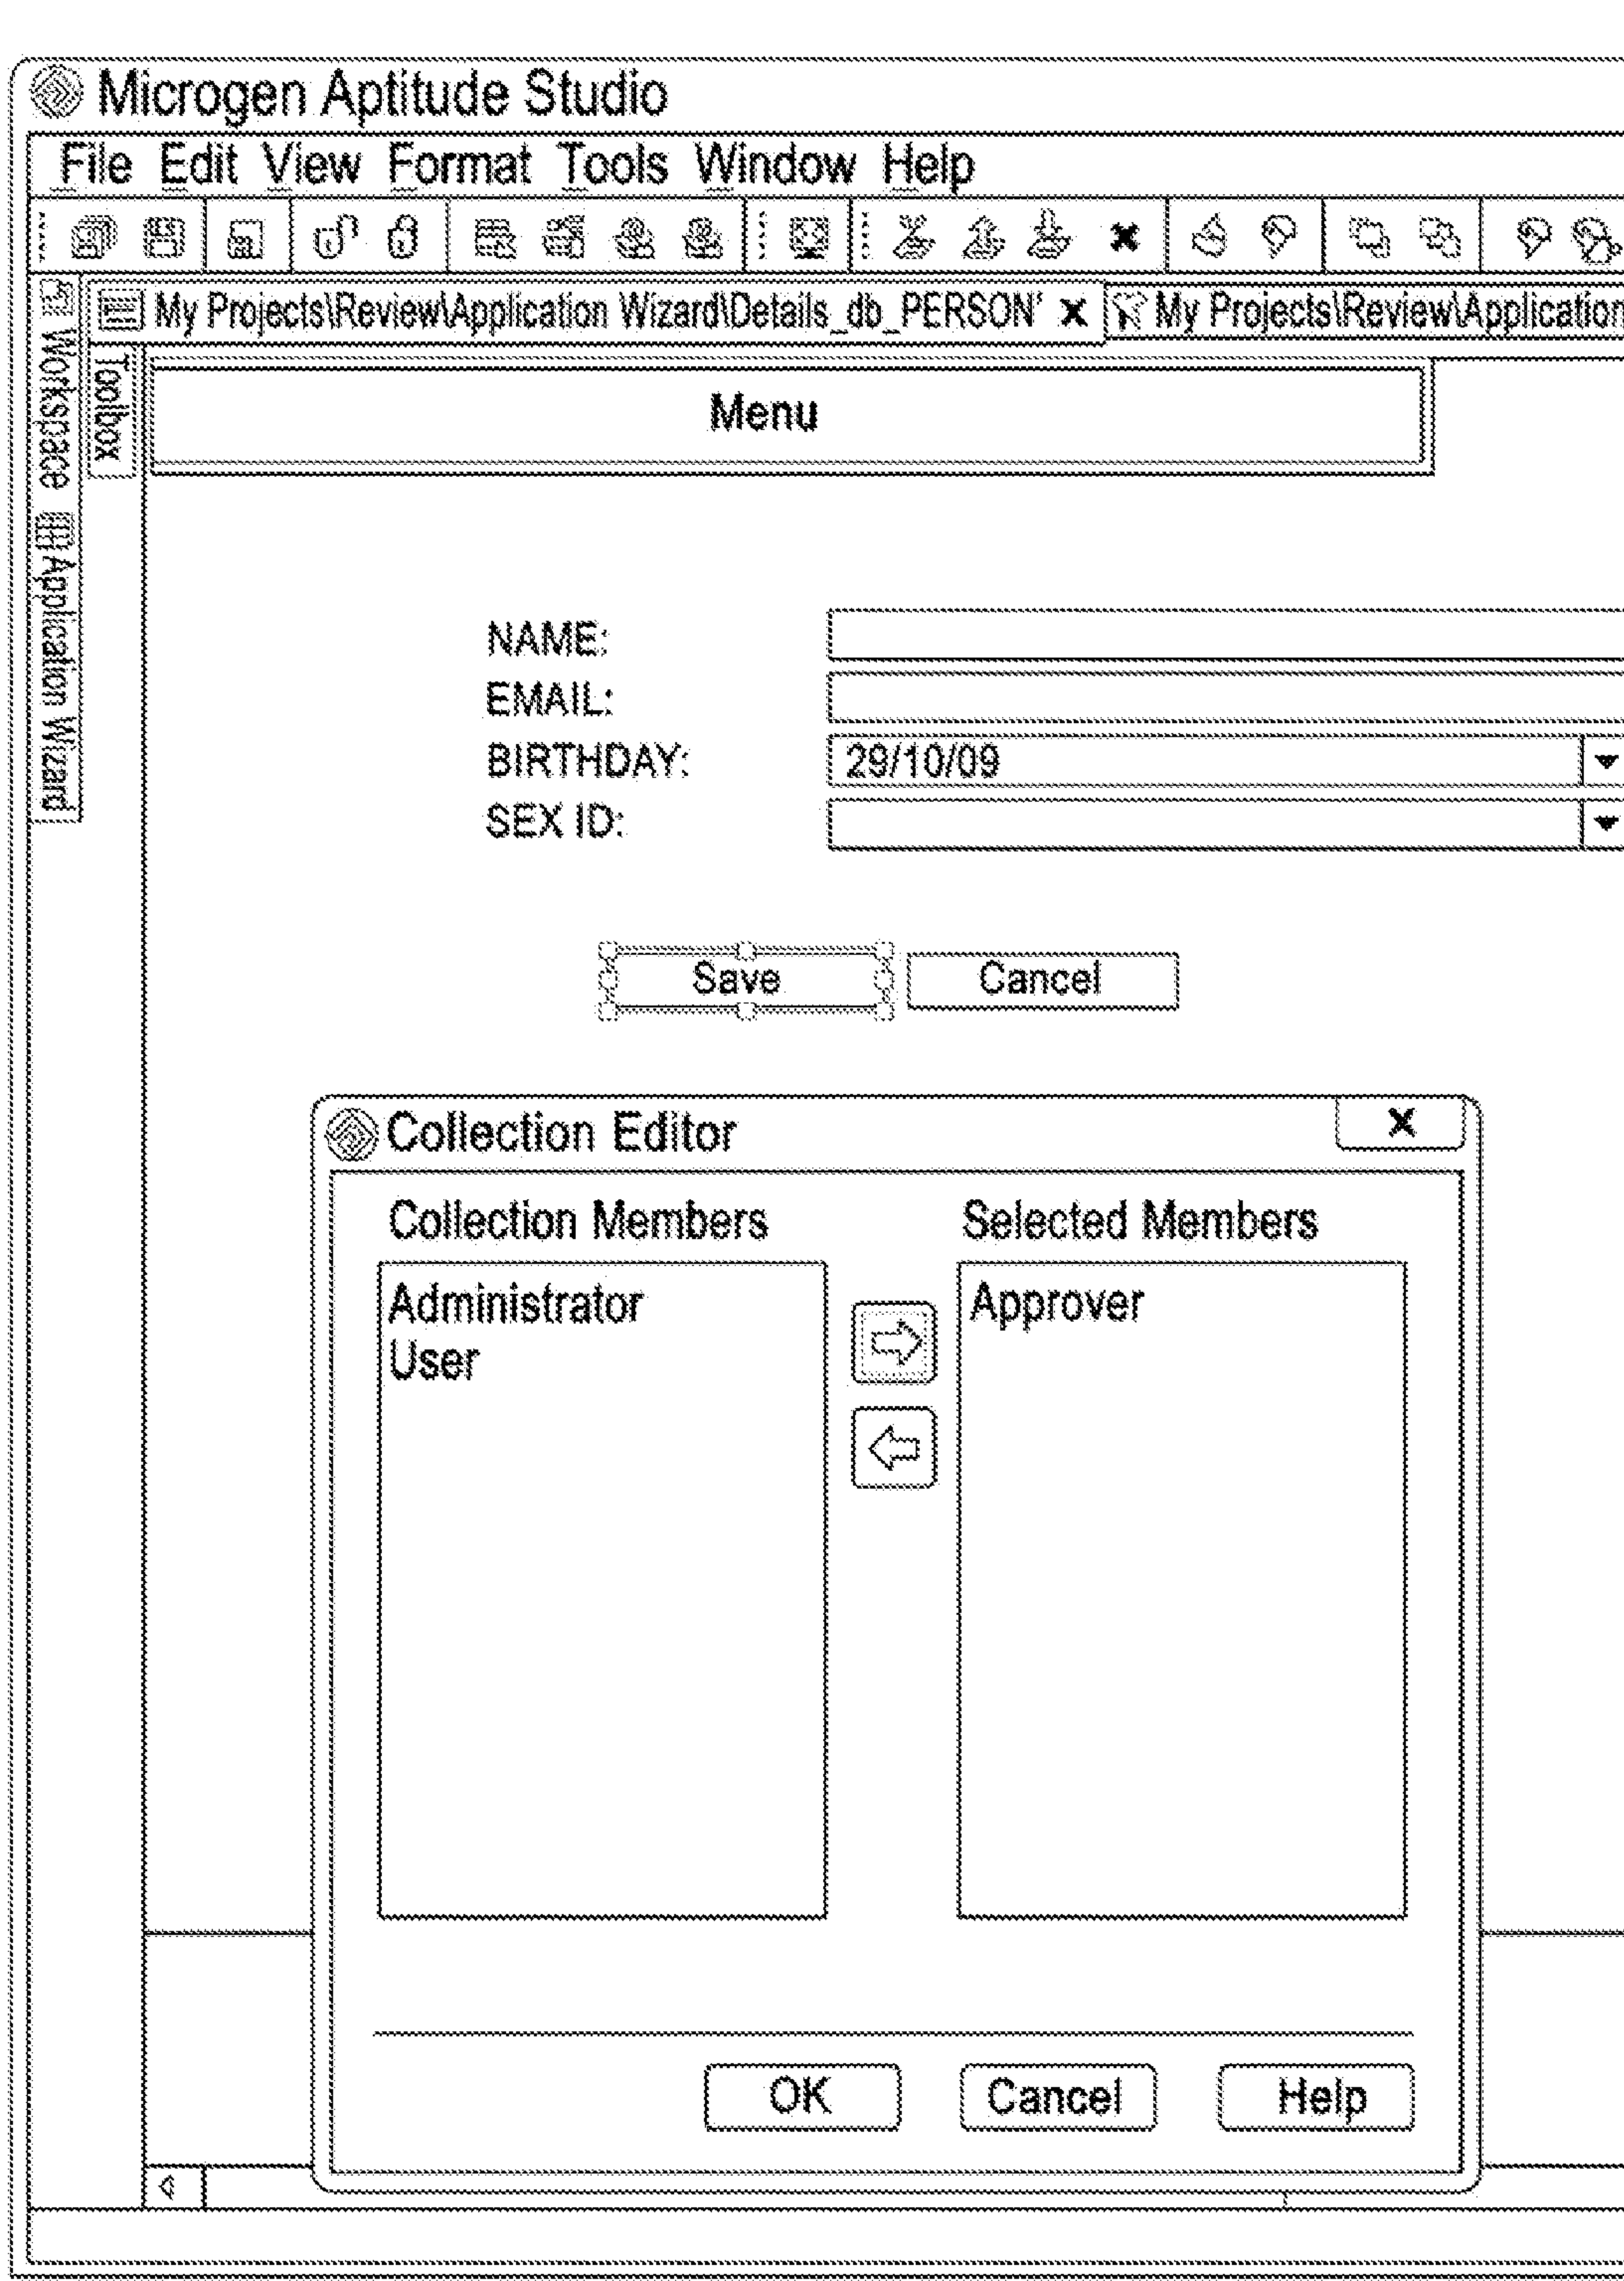 Microgen Aptitude Studio
File Edit View Format Tools Window Help
My Projects\Review\Application Wizard\Details_db_PERSON* My Projects\Review\Application
Workspace Application Wizard
Toolbox
Menu
NAME:
EMAIL:
BIRTHDAY: 29/10/09
SEX ID:
Save Cancel
Collection Editor
Collection Members Selected Members
Administrator Approver
User
OK Cancel Help